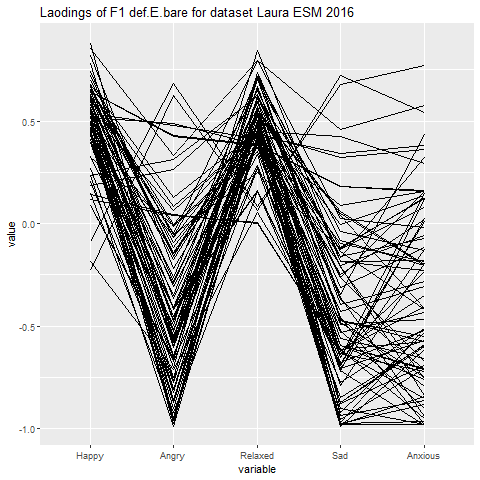 Laodings of F1 def.E.bare for dataset Laura ESM 2016
0.5
0.0
-0.5
-1.0
value
Happy Angry Relaxed Sad Anxious
variable